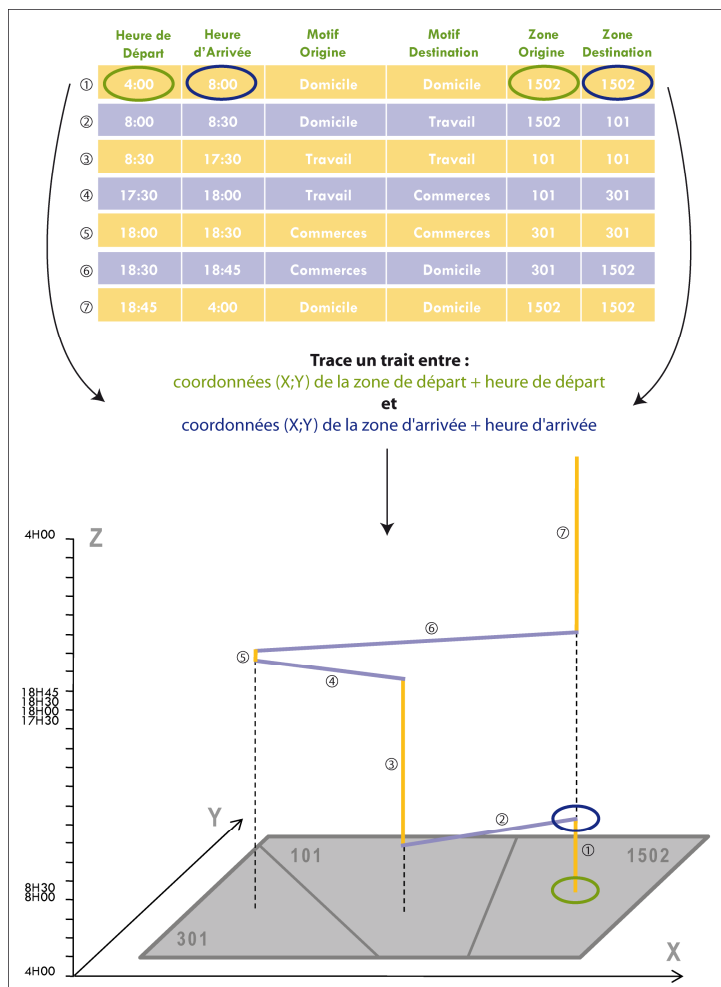 Heure de Départ Heure d'Arrivée Motif Origine Motif Destination Zone Origine Zone Destination
① 4:00 8:00 Domicile Domicile 1502 1502
② 8:00 8:30 Domicile Travail 1502 101
③ 8:30 17:30 Travail Travail 101 101
④ 17:30 18:00 Travail Commerces 101 301
⑤ 18:00 18:30 Commerces Commerces 301 301
⑥ 18:30 18:45 Commerces Domicile 301 1502
⑦ 18:45 4:00 Domicile Domicile 1502 1502
Trace un trait entre :
coordonnées (X;Y) de la zone de départ + heure de départ
et
coordonnées (X;Y) de la zone d'arrivée + heure d'arrivée
4H00
Z
⑦
⑥
⑤
④
18H45
18H30
18H00
17H30
③
Y
②
①
101
1502
8H30
8H00
301
X
4H00